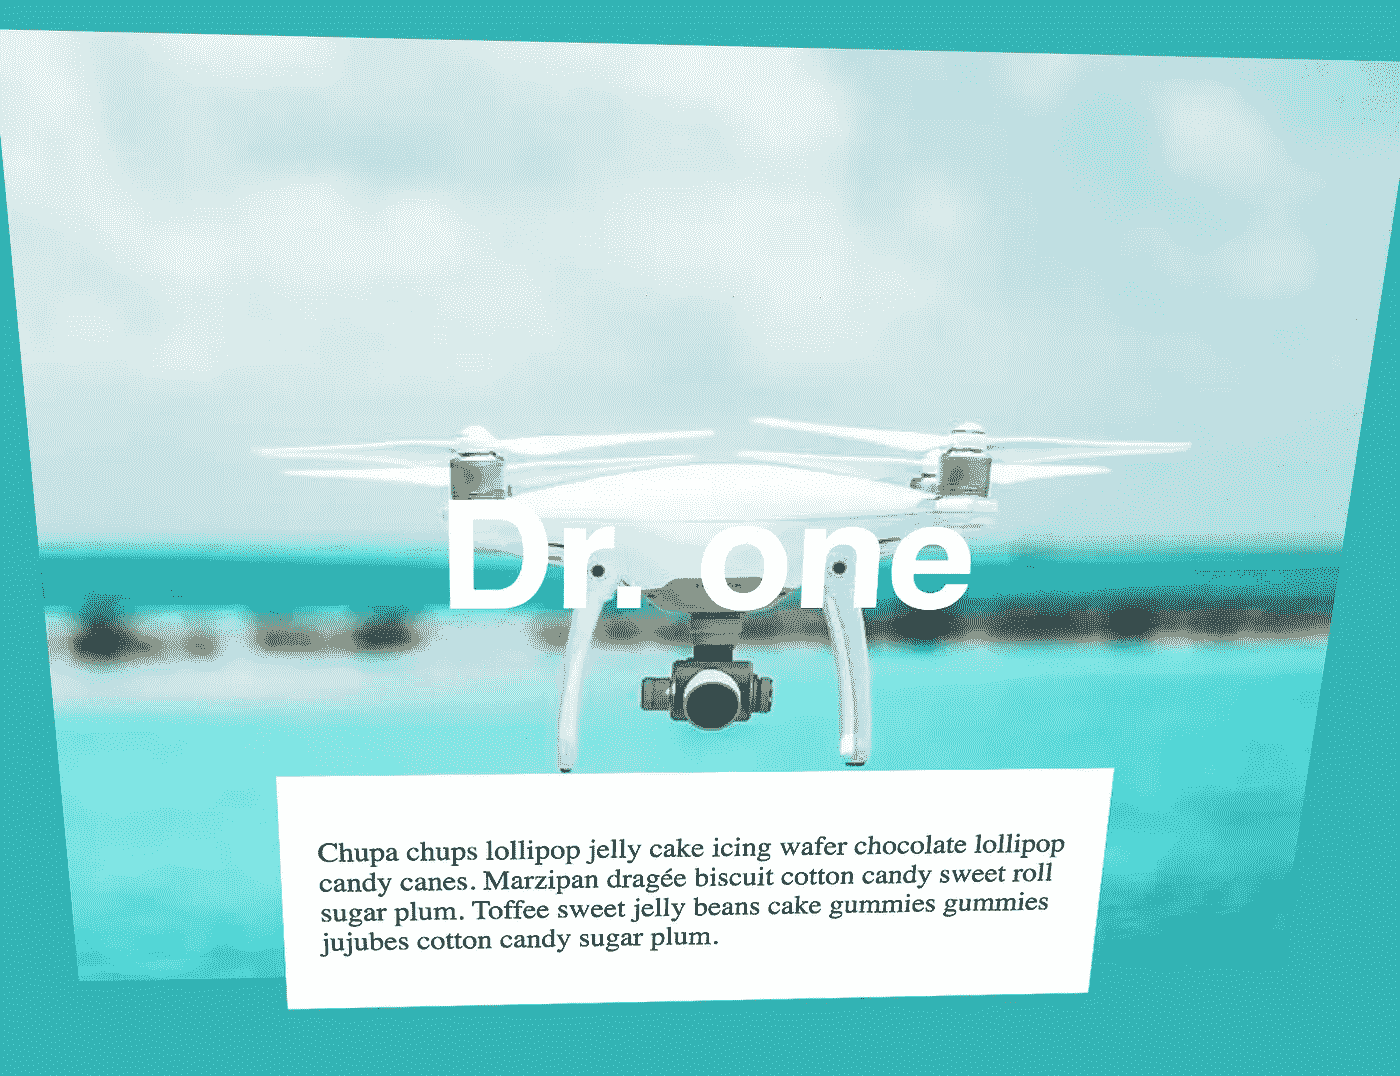 Dr. one
Chupa chups lollipop jelly cake icing wafer chocolate lollipop
candy canes. Marzipan dragée biscuit cotton candy sweet roll
sugar plum. Toffee sweet jelly beans cake gummies gummies
jujubes cotton candy sugar plum.